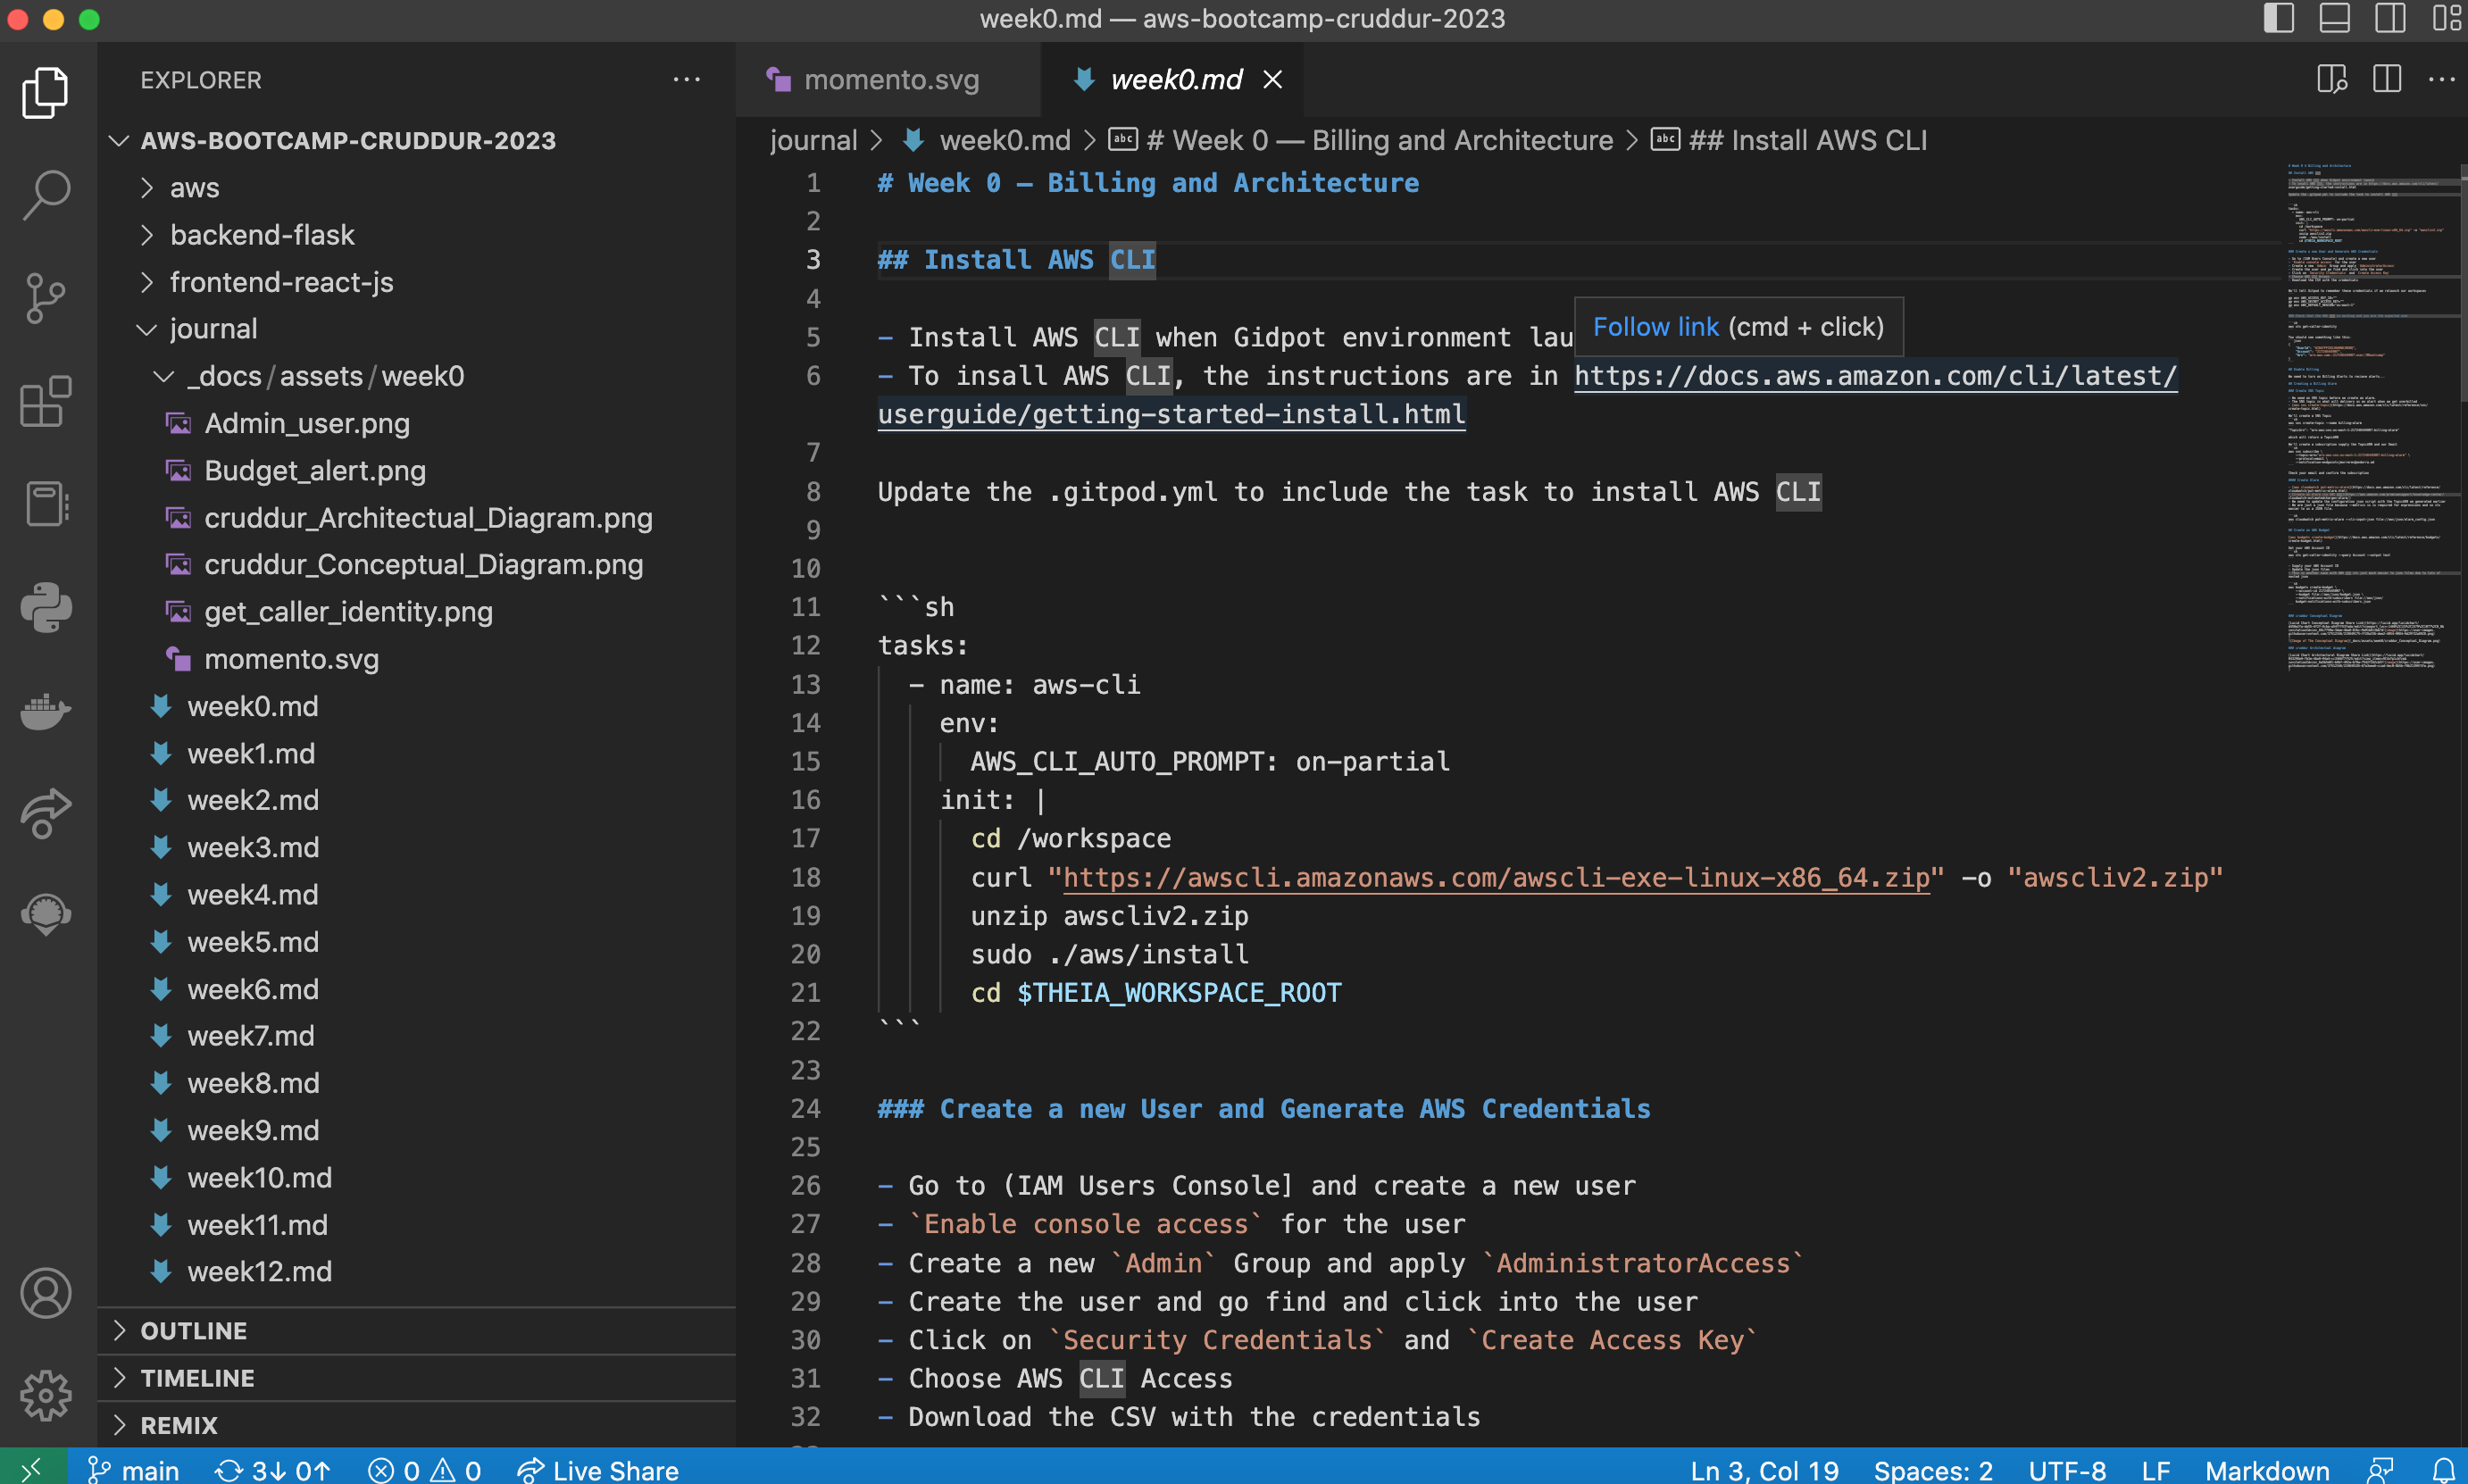 week0.md — aws-bootcamp-cruddur-2023
EXPLORER
AWS-BOOTCAMP-CRUDDUR-2023
aws
backend-flask
frontend-react-js
journal
_docs/assets/week0
Admin_user.png
Budget_alert.png
cruddur_Architectual_Diagram.png
cruddur_Conceptual_Diagram.png
get_caller_identity.png
momento.svg
week0.md
week1.md
week2.md
week3.md
week4.md
week5.md
week6.md
week7.md
week8.md
week9.md
week10.md
week11.md
week12.md
OUTLINE
TIMELINE
REMIX
momento.svg
week0.md
journal > week0.md > # Week 0 — Billing and Architecture > ## Install AWS CLI
1 # Week 0 — Billing and Architecture
2
3 ## Install AWS CLI
4
Follow link (cmd + click)
5 - Install AWS CLI when Gidpot environment lau
6 - To insall AWS CLI, the instructions are in https://docs.aws.amazon.com/cli/latest/
userguide/getting-started-install.html
7
8 Update the .gitpod.yml to include the task to install AWS CLI
9
10
11 ```sh
12 tasks:
13 - name: aws-cli
14 env:
15 AWS_CLI_AUTO_PROMPT: on-partial
16 init: |
17 cd /workspace
18 curl "https://awscli.amazonaws.com/awscli-exe-linux-x86_64.zip" -o "awscliv2.zip"
19 unzip awscliv2.zip
20 sudo ./aws/install
21 cd $THEIA_WORKSPACE_ROOT
22 ```
23
24 ### Create a new User and Generate AWS Credentials
25
26 - Go to (IAM Users Console] and create a new user
27 - `Enable console access` for the user
28 - Create a new `Admin` Group and apply `AdministratorAccess`
29 - Create the user and go find and click into the user
30 - Click on `Security Credentials` and `Create Access Key`
31 - Choose AWS CLI Access
32 - Download the CSV with the credentials
main 3↓ 0↑ 0 0 Live Share
Ln 3, Col 19 Spaces: 2 UTF-8 LF Markdown